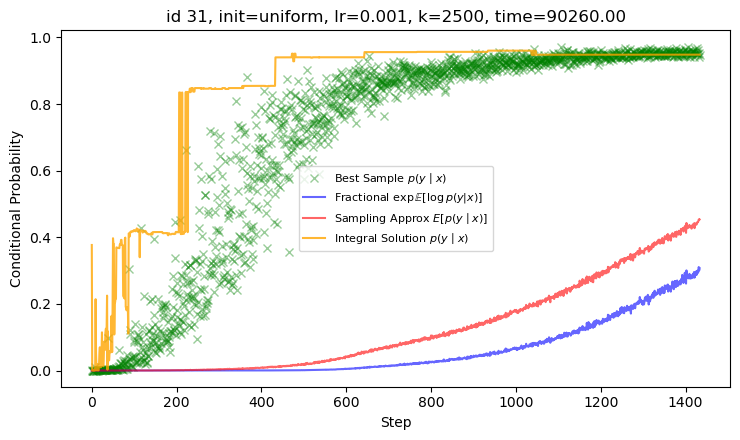 id 31, init=uniform, lr=0.001, k=2500, time=90260.00
1.0
0.8
0.6
0.4
0.2
0.0
Conditional Probability
Best Sample p(y | x)
Fractional exp𝔼[log p(y|x)]
Sampling Approx E[p(y | x)]
Integral Solution p(y | x)
0 200 400 600 800 1000 1200 1400
Step